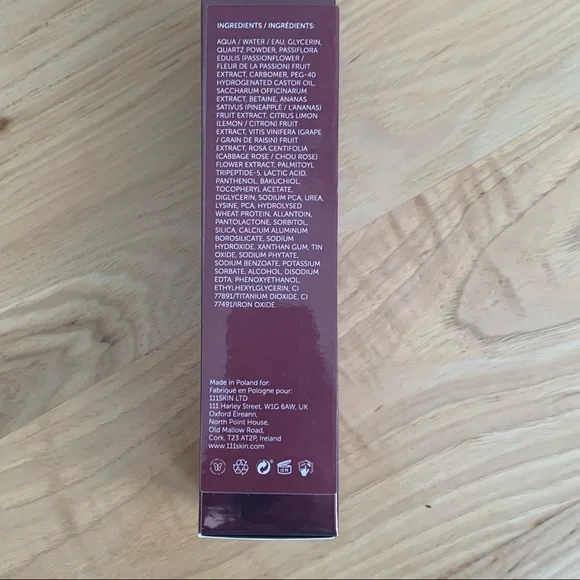 INGREDIENTS / INGRÉDIENTS:
AQUA / WATER / EAU, GLYCERIN,
QUARTZ POWDER, PASSIFLORA
EDULIS (PASSIONFLOWER /
FLEUR DE LA PASSION) FRUIT
EXTRACT, CARBOMER, PEG-40
HYDROGENATED CASTOR OIL,
SACCHARUM OFFICINARUM
EXTRACT, BETAINE, ANANAS
SATIVUS (PINEAPPLE / L'ANANAS)
FRUIT EXTRACT, CITRUS LIMON
(LEMON / CITRON) FRUIT
EXTRACT, VITIS VINIFERA (GRAPE
/ GRAIN DE RAISIN) FRUIT
EXTRACT, ROSA CENTIFOLIA
(CABBAGE ROSE / CHOU ROSE)
FLOWER EXTRACT, PALMITOYL
TRIPEPTIDE-5, LACTIC ACID,
PANTHENOL, BAKUCHIOL,
TOCOPHERYL ACETATE,
DIGLYCERIN, SODIUM PCA, UREA,
LYSINE, PCA, HYDROLYSED
WHEAT PROTEIN, ALLANTOIN,
PANTOLACTONE, SORBITOL,
SILICA, CALCIUM ALUMINUM
BOROSILICATE, SODIUM
HYDROXIDE, XANTHAN GUM, TIN
OXIDE, SODIUM PHYTATE,
SODIUM BENZOATE, POTASSIUM
SORBATE, ALCOHOL, DISODIUM
EDTA, PHENOXYETHANOL,
ETHYLHEXYLGLYCERIN, CI
77891/TITANIUM DIOXIDE, CI
77491/IRON OXIDE.
Made in Poland for:
Fabriqué en Pologne pour:
111SKIN LTD
111 Harley Street, W1G 6AW, UK
Oxford Eireann,
North Point House,
Old Mallow Road,
Cork, T23 AT2P, Ireland
www.111skin.com